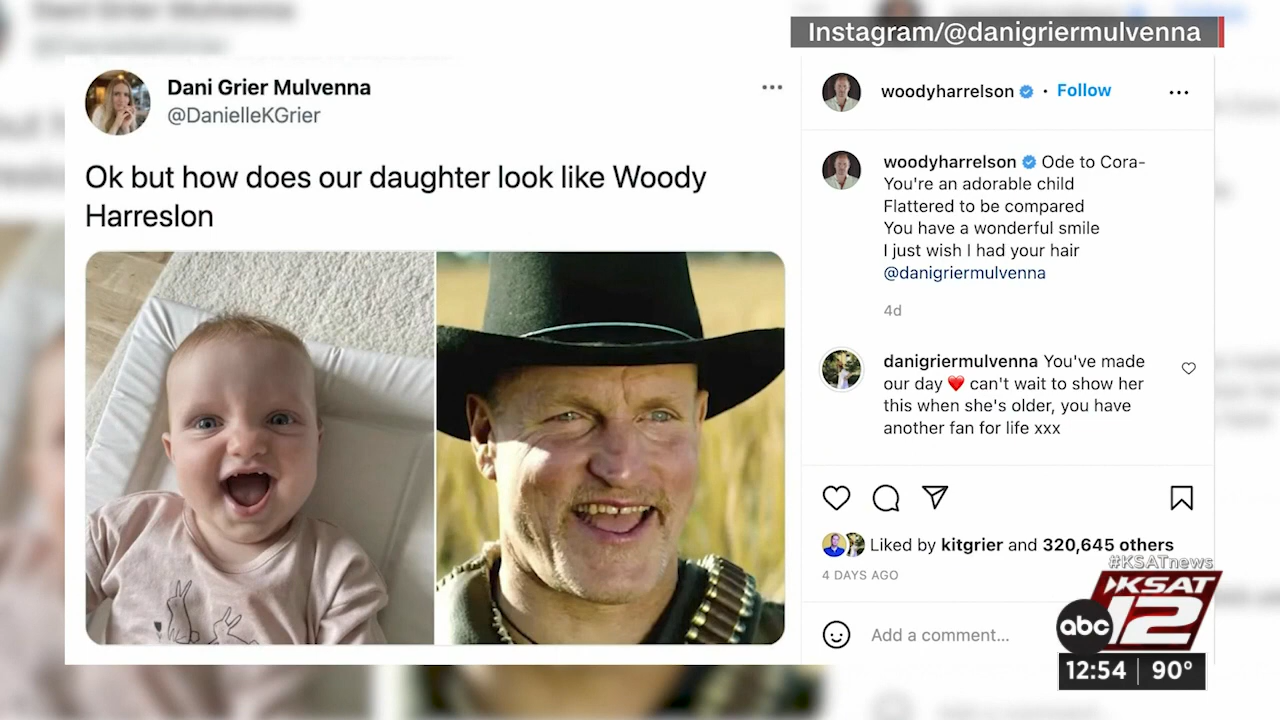 Instagram/@danigriermulvenna
Dani Grier Mulvenna
@DanielleKGrier
Ok but how does our daughter look like Woody
Harreslon
woodyharrelson · Follow
woodyharrelson Ode to Cora-
You're an adorable child
Flattered to be compared
You have a wonderful smile
I just wish I had your hair
@danigriermulvenna
4d
danigriermulvenna You've made
our day ❤️ can't wait to show her
this when she's older, you have
another fan for life xxx
Liked by kitgrier and 320,645 others
4 DAYS AGO
Add a comment...
#KSATnews
KSAT
abc 12
12:54 90°